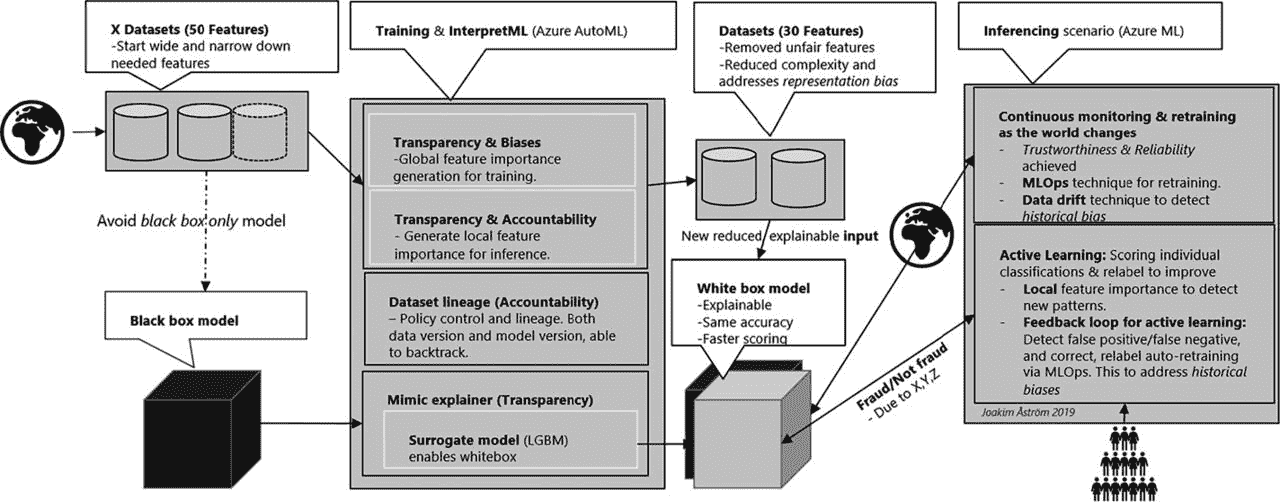 X Datasets (50 Features)
-Start wide and narrow down
needed features
Avoid black box only model
Black box model
Training & InterpretML (Azure AutoML)
Transparency & Biases
-Global feature importance
generation for training.
Transparency & Accountability
- Generate local feature
importance for inference.
Dataset lineage (Accountability)
– Policy control and lineage. Both
data version and model version, able
to backtrack.
Mimic explainer (Transparency)
Surrogate model (LGBM)
enables whitebox
Datasets (30 Features)
-Removed unfair features
-Reduced complexity and
addresses representation bias
New reduced, explainable input
White box model
-Explainable
-Same accuracy
-Faster scoring
Fraud/Not fraud
- Due to X,Y,Z
Inferencing scenario (Azure ML)
Continuous monitoring & retraining
as the world changes
- Trustworthiness & Reliability
achieved
- MLOps technique for retraining.
- Data drift technique to detect
historical bias
Active Learning: Scoring individual
classifications & relabel to improve
- Local feature importance to detect
new patterns.
- Feedback loop for active learning:
Detect false positive/false negative,
and correct, relabel auto-retraining
via MLOps. This to address historical
biases
Joakim Åström 2019